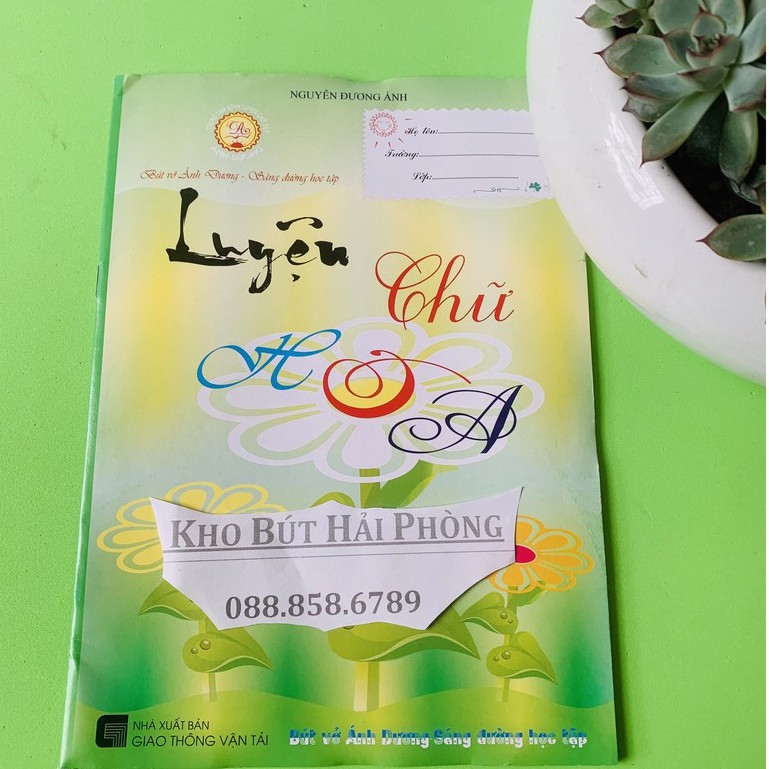 NGUYỄN ĐƯƠNG ÁNH
Họ tên:
Trường:
Lớp:
Bút vở Ánh Dương - Sáng đường học tập
Luyện
Chữ
HOA
KHO BÚT HẢI PHÒNG
088.858.6789
NHÀ XUẤT BẢN
GIAO THÔNG VẬN TẢI
Bút vở Ánh Dương-Sáng đường học tập